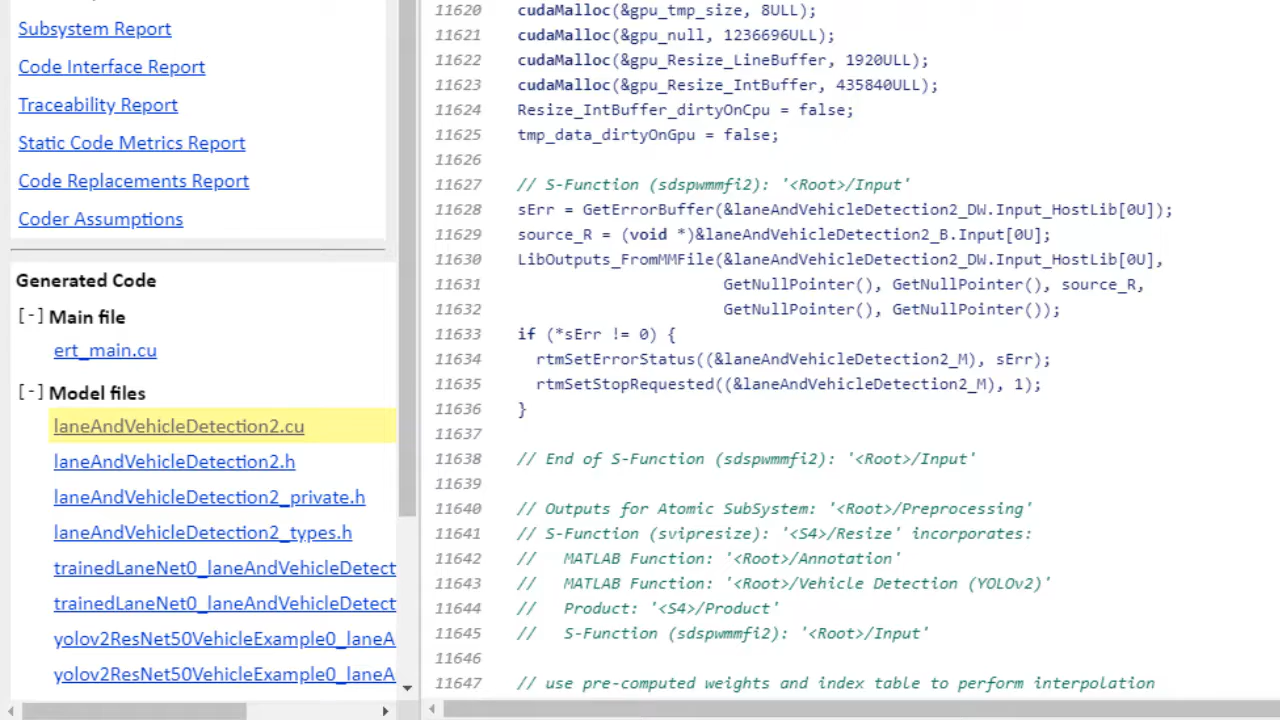 Subsystem Report
Code Interface Report
Traceability Report
Static Code Metrics Report
Code Replacements Report
Coder Assumptions
Generated Code
[-] Main file
ert_main.cu
[-] Model files
laneAndVehicleDetection2.cu
laneAndVehicleDetection2.h
laneAndVehicleDetection2_private.h
laneAndVehicleDetection2_types.h
trainedLaneNet0_laneAndVehicleDetect
trainedLaneNet0_laneAndVehicleDetect
yolov2ResNet50VehicleExample0_laneA
yolov2ResNet50VehicleExample0_laneA
11620 cudaMalloc(&gpu_tmp_size, 8ULL);
11621 cudaMalloc(&gpu_null, 1236696ULL);
11622 cudaMalloc(&gpu_Resize_LineBuffer, 1920ULL);
11623 cudaMalloc(&gpu_Resize_IntBuffer, 435840ULL);
11624 Resize_IntBuffer_dirtyOnCpu = false;
11625 tmp_data_dirtyOnGpu = false;
11626
11627 // S-Function (sdspwmmfi2): '<Root>/Input'
11628 sErr = GetErrorBuffer(&laneAndVehicleDetection2_DW.Input_HostLib[0U]);
11629 source_R = (void *)&laneAndVehicleDetection2_B.Input[0U];
11630 LibOutputs_FromMMFile(&laneAndVehicleDetection2_DW.Input_HostLib[0U],
11631 GetNullPointer(), GetNullPointer(), source_R,
11632 GetNullPointer(), GetNullPointer());
11633 if (*sErr != 0) {
11634 rtmSetErrorStatus((&laneAndVehicleDetection2_M), sErr);
11635 rtmSetStopRequested((&laneAndVehicleDetection2_M), 1);
11636 }
11637
11638 // End of S-Function (sdspwmmfi2): '<Root>/Input'
11639
11640 // Outputs for Atomic SubSystem: '<Root>/Preprocessing'
11641 // S-Function (svipresize): '<S4>/Resize' incorporates:
11642 // MATLAB Function: '<Root>/Annotation'
11643 // MATLAB Function: '<Root>/Vehicle Detection (YOLOv2)'
11644 // Product: '<S4>/Product'
11645 // S-Function (sdspwmmfi2): '<Root>/Input'
11646
11647 // use pre-computed weights and index table to perform interpolation